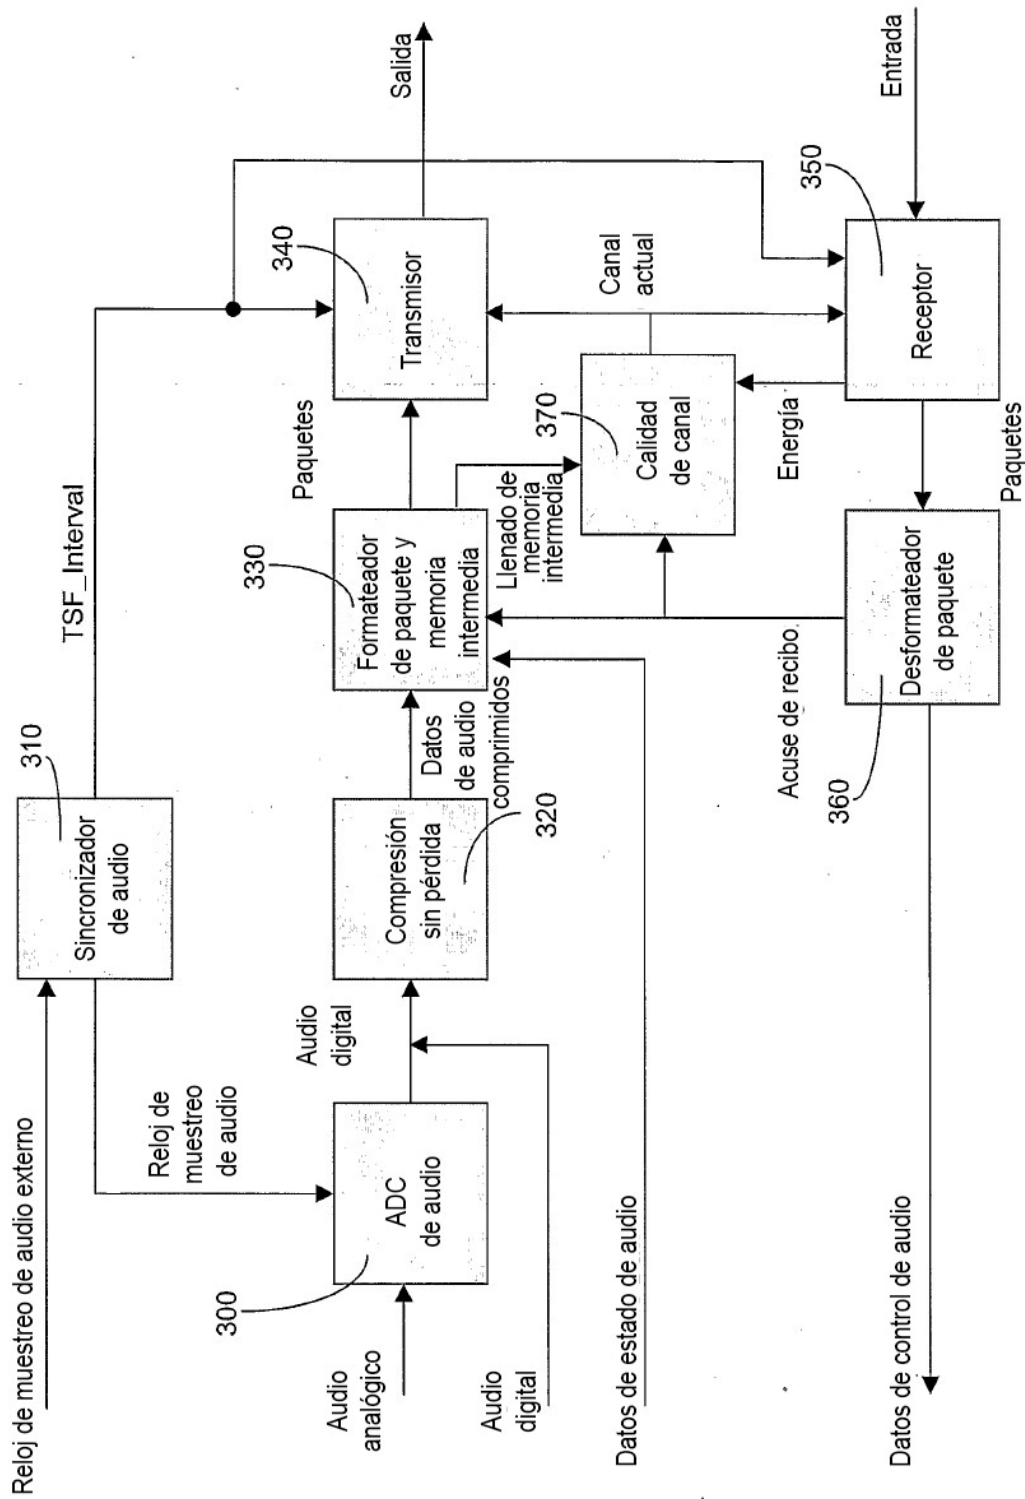 Reloj de muestreo de audio externo
310
Sincronizador
de audio
TSF_Interval
Reloj de
muestreo
de audio
Audio
analógico
300
ADC
de audio
Audio
digital
Audio
digital
Compresión
sin pérdida
320
Datos
de audio
comprimidos
330
Formateador
de paquete y
memoria
intermedia
Paquetes
340
Transmisor
Salida
Llenado de
memoria
intermedia
370
Calidad
de canal
Canal
actual
Energía
Datos de estado de audio
Acuse de recibo
360
Desformateador
de paquete
Paquetes
350
Receptor
Entrada
Datos de control de audio